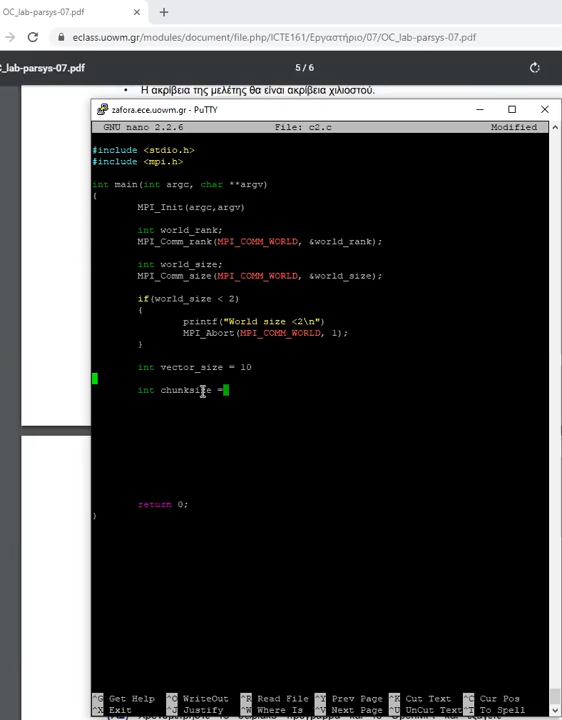 OC_lab-parsys-07.pdf
eclass.uowm.gr/modules/document/file.php/ICTE161/Εργαστήριο/07/OC_lab-parsys-07.pdf
C_lab-parsys-07.pdf
5 / 6
• Η ακρίβεια της μελέτης θα είναι ακρίβεια χιλιοστού.
zafora.ece.uowm.gr - PuTTY
GNU nano 2.2.6 File: c2.c Modified
#include <stdio.h>
#include <mpi.h>
int main(int argc, char **argv)
{
MPI_Init(argc,argv)
int world_rank;
MPI_Comm_rank(MPI_COMM_WORLD, &world_rank);
int world_size;
MPI_Comm_size(MPI_COMM_WORLD, &world_size);
if(world_size < 2)
{
printf("World size <2\n")
MPI_Abort(MPI_COMM_WORLD, 1);
}
int vector_size = 10
int chunksize =
return 0;
}
^G Get Help ^O WriteOut ^R Read File ^Y Prev Page ^K Cut Text ^C Cur Pos
^X Exit ^J Justify ^W Where Is ^V Next Page ^U UnCut Text ^T To Spell